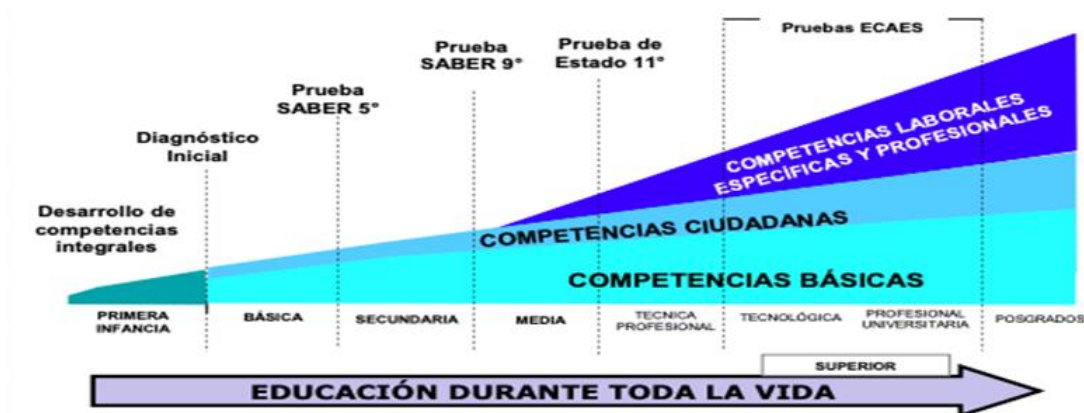 Pruebas ECAES
Prueba de
Estado 11°
Prueba
SABER 9°
Prueba
SABER 5°
Diagnóstico
Inicial
Desarrollo de
competencias
integrales
COMPETENCIAS LABORALES
ESPECÍFICAS Y PROFESIONALES
COMPETENCIAS CIUDADANAS
COMPETENCIAS BÁSICAS
PRIMERA
INFANCIA
BÁSICA
SECUNDARIA
MEDIA
TECNICA
PROFESIONAL
TECNOLÓGICA
PROFESIONAL
UNIVERSITARIA
POSGRADOS
SUPERIOR
EDUCACIÓN DURANTE TODA LA VIDA